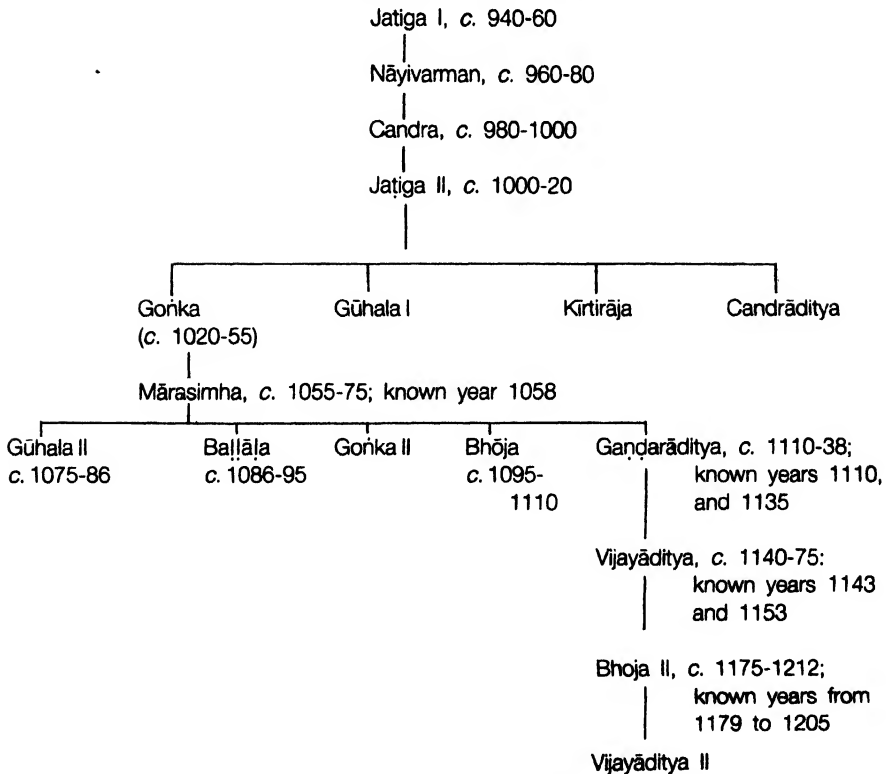 Jatiga I, c. 940-60
Nāyivarman, c. 960-80
Candra, c. 980-1000
Jaṭiga II, c. 1000-20
Goṅka Gūhala I Kīrtirāja Candrāditya
(c. 1020-55)
Mārasimha, c. 1055-75; known year 1058
Gūhala II Baḷḷāḷa Goṅka II Bhōja Gaṇḍarāditya, c. 1110-38;
c. 1075-86 c. 1086-95 c. 1095- known years 1110,
1110 and 1135
Vijayāditya, c. 1140-75:
known years 1143
and 1153
Bhoja II, c. 1175-1212;
known years from
1179 to 1205
Vijayāditya II